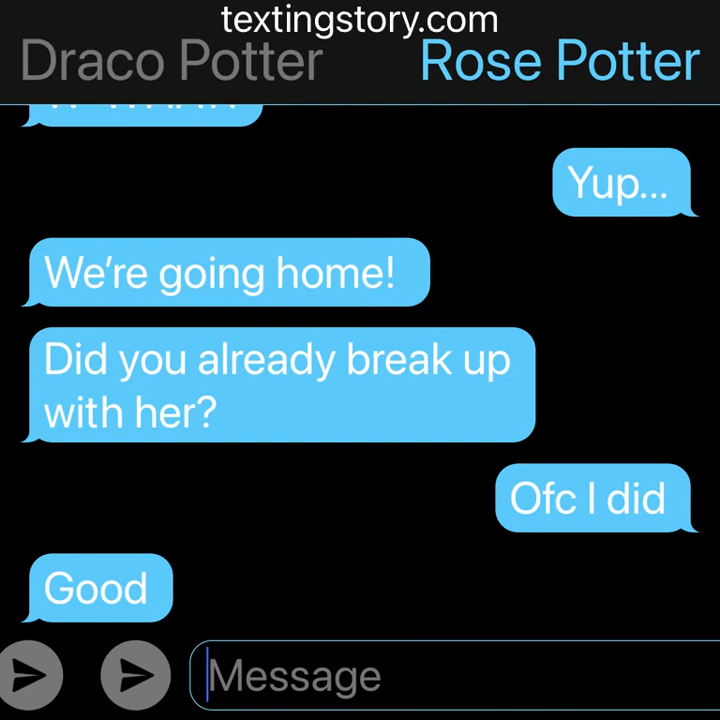 textingstory.com
Draco Potter Rose Potter
Yup...
We're going home!
Did you already break up
with her?
Ofc I did
Good
Message